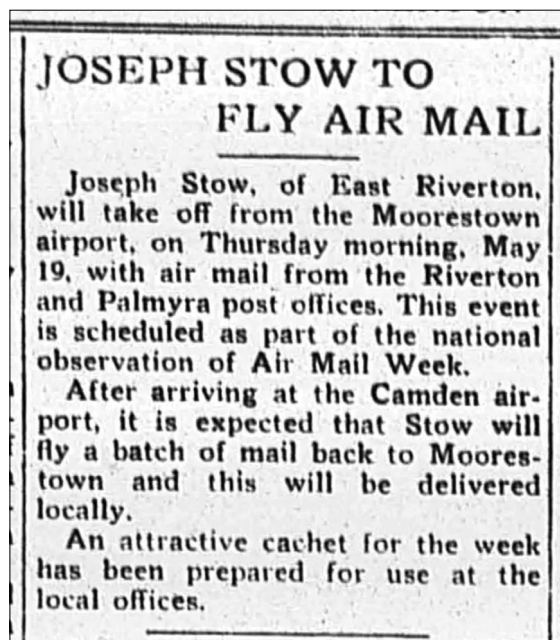 JOSEPH STOW TO
FLY AIR MAIL
Joseph Stow, of East Riverton,
will take off from the Moorestown
airport, on Thursday morning, May
19, with air mail from the Riverton
and Palmyra post offices. This event
is scheduled as part of the national
observation of Air Mail Week.
After arriving at the Camden air-
port, it is expected that Stow will
fly a batch of mail back to Moores-
town and this will be delivered
locally.
An attractive cachet for the week
has been prepared for use at the
local offices.